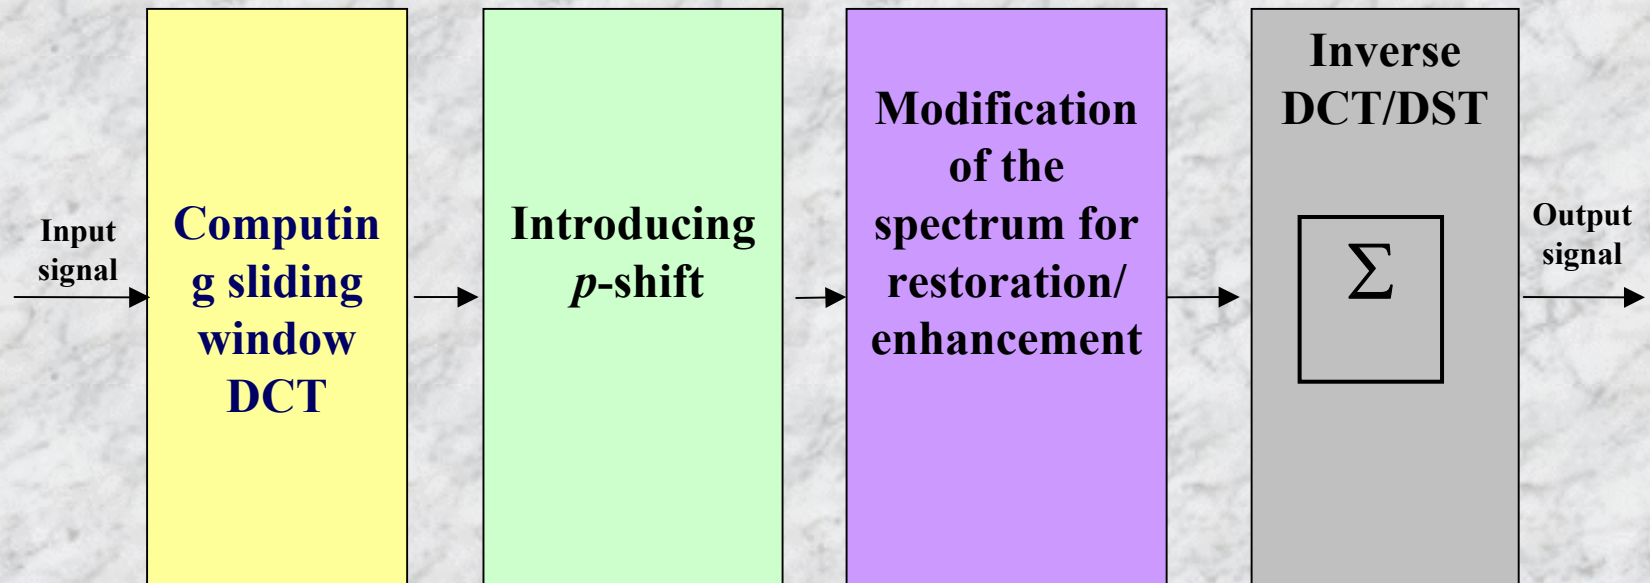 Input
signal
Computin
g sliding
window
DCT
Introducing
p-shift
Modification
of the
spectrum for
restoration/
enhancement
Inverse
DCT/DST
Σ
Output
signal